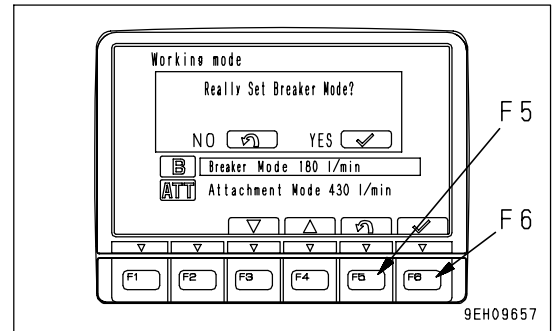 Working mode
Really Set Breaker Mode?
NO YES
B Breaker Mode 180 l/min
ATT Attachment Mode 430 l/min
F5
F6
F1 F2 F3 F4 F5 F6
9EH09657